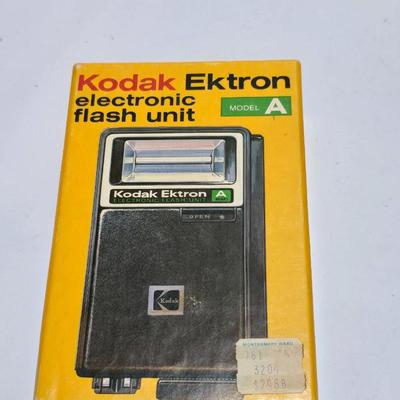 Kodak Ektron
electronic
flash unit
MODEL A
Kodak Ektron A
ELECTRONIC FLASH UNIT
OPEN
Kodak
MONTGOMERY WARD
3204